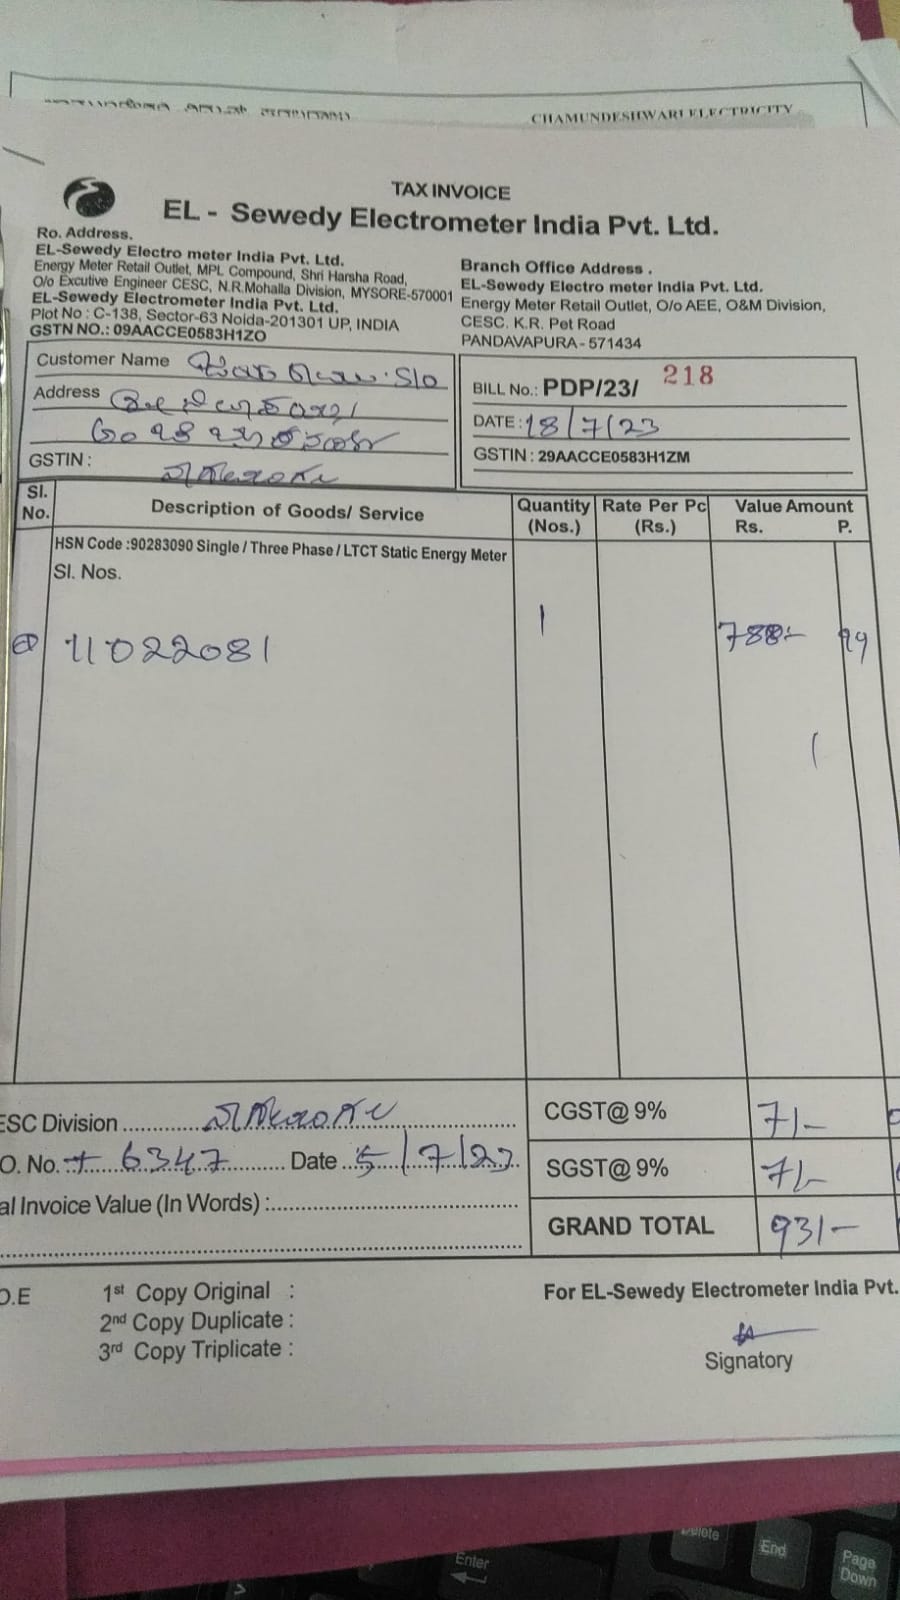 CHAMUNDESHWARI ELECTRICITY
TAX INVOICE
EL - Sewedy Electrometer India Pvt. Ltd.
Ro. Address.
EL-Sewedy Electro meter India Pvt. Ltd.
Energy Meter Retail Outlet, MPL Compound, Shri Harsha Road,
O/o Excutive Engineer CESC, N.R.Mohalla Division, MYSORE-570001
EL-Sewedy Electrometer India Pvt. Ltd.
Plot No : C-138, Sector-63 Noida-201301 UP, INDIA
GSTN NO.: 09AACCE0583H1ZO
Branch Office Address .
EL-Sewedy Electro meter India Pvt. Ltd.
Energy Meter Retail Outlet, O/o AEE, O&M Division,
CESC. K.R. Pet Road
PANDAVAPURA - 571434
Customer Name S/o
Address
GSTIN :
BILL No.: PDP/23/ 218
DATE : 18/7/23
GSTIN : 29AACCE0583H1ZM
Sl. No. Description of Goods/ Service Quantity (Nos.) Rate Per Pc (Rs.) Value Amount Rs. P.
HSN Code :90283090 Single / Three Phase / LTCT Static Energy Meter
Sl. Nos.
11022081 1 788/-
ESC Division
O. No. 6347 Date 5/7/23
al Invoice Value (In Words) :
CGST@ 9% 71/-
SGST@ 9% 71/-
GRAND TOTAL 931/-
O.E
1st Copy Original :
2nd Copy Duplicate :
3rd Copy Triplicate :
For EL-Sewedy Electrometer India Pvt.
Signatory
Delete
End
Page Down
Enter